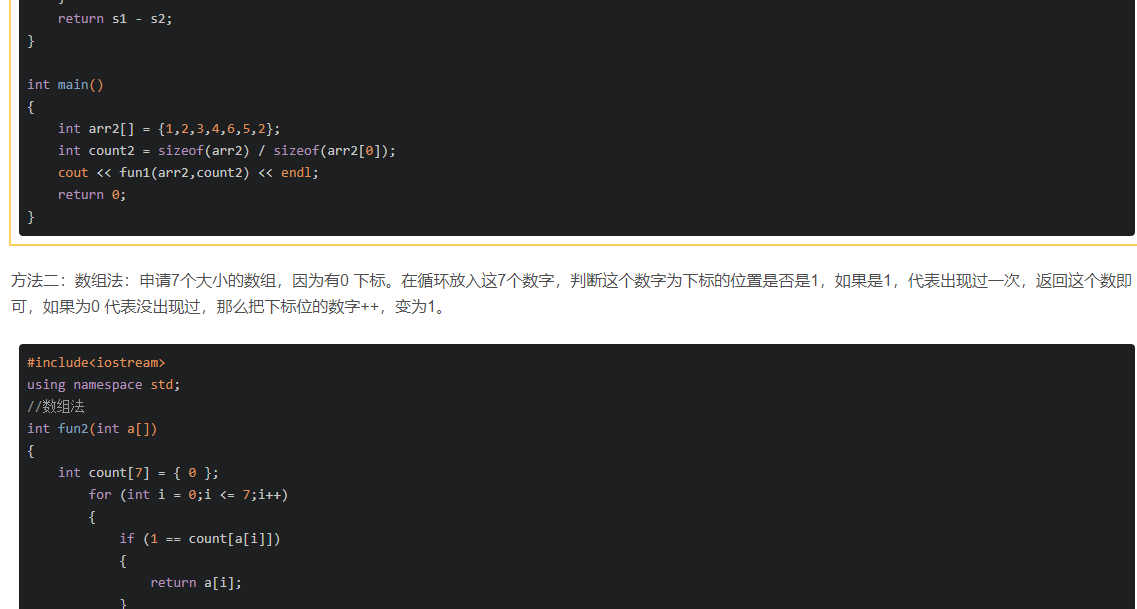 }
return s1 - s2;
}
int main()
{
int arr2[] = {1,2,3,4,6,5,2};
int count2 = sizeof(arr2) / sizeof(arr2[0]);
cout << fun1(arr2,count2) << endl;
return 0;
}
方法二：数组法：申请7个大小的数组，因为有0 下标。在循环放入这7个数字，判断这个数字为下标的位置是否是1，如果是1，代表出现过一次，返回这个数即
可，如果为0 代表没出现过，那么把下标位的数字++，变为1。
#include<iostream>
using namespace std;
//数组法
int fun2(int a[])
{
int count[7] = { 0 };
for (int i = 0;i <= 7;i++)
{
if (1 == count[a[i]])
{
return a[i];
}